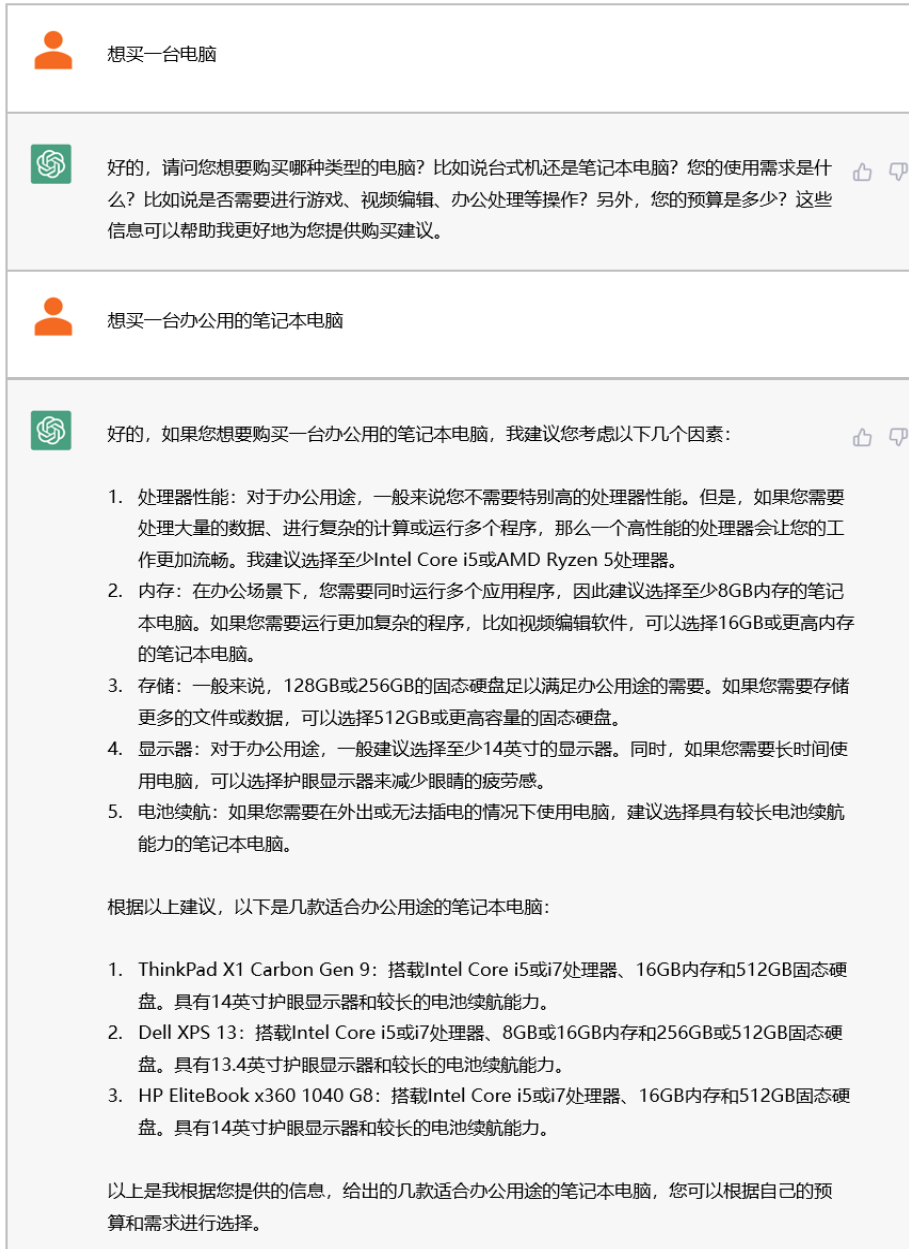 想买一台电脑
好的，请问您想要购买哪种类型的电脑？比如说台式机还是笔记本电脑？您的使用需求是什
么？比如说是否需要进行游戏、视频编辑、办公处理等操作？另外，您的预算是多少？这些
信息可以帮助我更好地为您提供购买建议。
想买一台办公用的笔记本电脑
好的，如果您想要购买一台办公用的笔记本电脑，我建议您考虑以下几个因素：
1. 处理器性能：对于办公用途，一般来说您不需要特别高的处理器性能。但是，如果您需要
处理大量的数据、进行复杂的计算或运行多个程序，那么一个高性能的处理器会让您的工
作更加流畅。我建议选择至少Intel Core i5或AMD Ryzen 5处理器。
2. 内存：在办公场景下，您需要同时运行多个应用程序，因此建议选择至少8GB内存的笔记
本电脑。如果您需要运行更加复杂的程序，比如视频编辑软件，可以选择16GB或更高内存
的笔记本电脑。
3. 存储：一般来说，128GB或256GB的固态硬盘足以满足办公用途的需要。如果您需要存储
更多的文件或数据，可以选择512GB或更高容量的固态硬盘。
4. 显示器：对于办公用途，一般建议选择至少14英寸的显示器。同时，如果您需要长时间使
用电脑，可以选择护眼显示器来减少眼睛的疲劳感。
5. 电池续航：如果您需要在外出或无法插电的情况下使用电脑，建议选择具有较长电池续航
能力的笔记本电脑。
根据以上建议，以下是几款适合办公用途的笔记本电脑：
1. ThinkPad X1 Carbon Gen 9：搭载Intel Core i5或i7处理器、16GB内存和512GB固态硬
盘。具有14英寸护眼显示器和较长的电池续航能力。
2. Dell XPS 13：搭载Intel Core i5或i7处理器、8GB或16GB内存和256GB或512GB固态硬
盘。具有13.4英寸护眼显示器和较长的电池续航能力。
3. HP EliteBook x360 1040 G8：搭载Intel Core i5或i7处理器、16GB内存和512GB固态硬
盘。具有14英寸护眼显示器和较长的电池续航能力。
以上是我根据您提供的信息，给出的几款适合办公用途的笔记本电脑，您可以根据自己的预
算和需求进行选择。